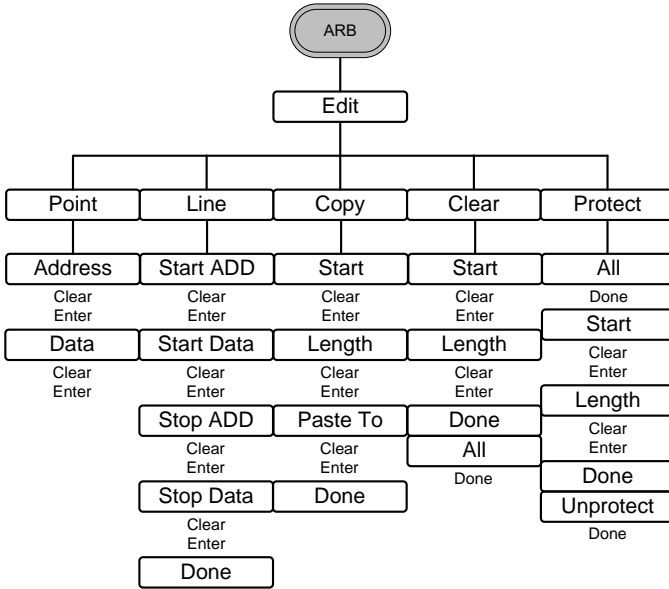 ARB
Edit
Point
Line
Copy
Clear
Protect
Address
Clear
Enter
Data
Clear
Enter
Start ADD
Clear
Enter
Start Data
Clear
Enter
Stop ADD
Clear
Enter
Stop Data
Clear
Enter
Done
Start
Clear
Enter
Length
Clear
Enter
Paste To
Clear
Enter
Done
Start
Clear
Enter
Length
Clear
Enter
Done
All
Done
All
Done
Start
Clear
Enter
Length
Clear
Enter
Done
Unprotect
Done